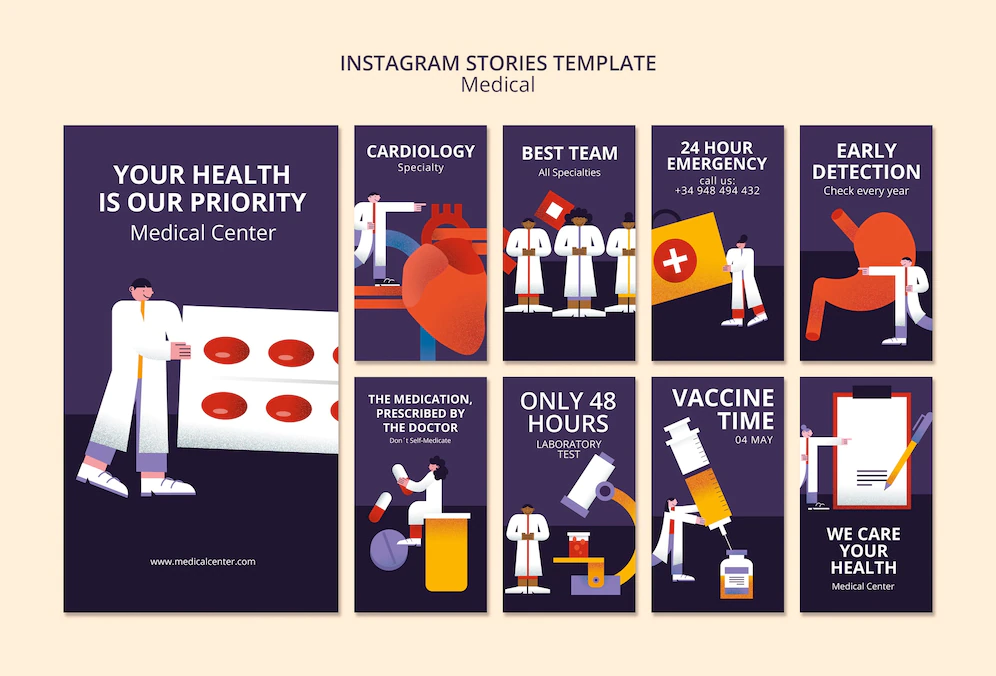 INSTAGRAM STORIES TEMPLATE
Medical
YOUR HEALTH
IS OUR PRIORITY
Medical Center
www.medicalcenter.com
CARDIOLOGY
Specialty
BEST TEAM
All Specialties
24 HOUR
EMERGENCY
call us:
+34 948 494 432
EARLY
DETECTION
Check every year
THE MEDICATION,
PRESCRIBED BY
THE DOCTOR
Don´t Self-Medicate
ONLY 48
HOURS
LABORATORY
TEST
VACCINE
TIME
04 MAY
WE CARE
YOUR
HEALTH
Medical Center